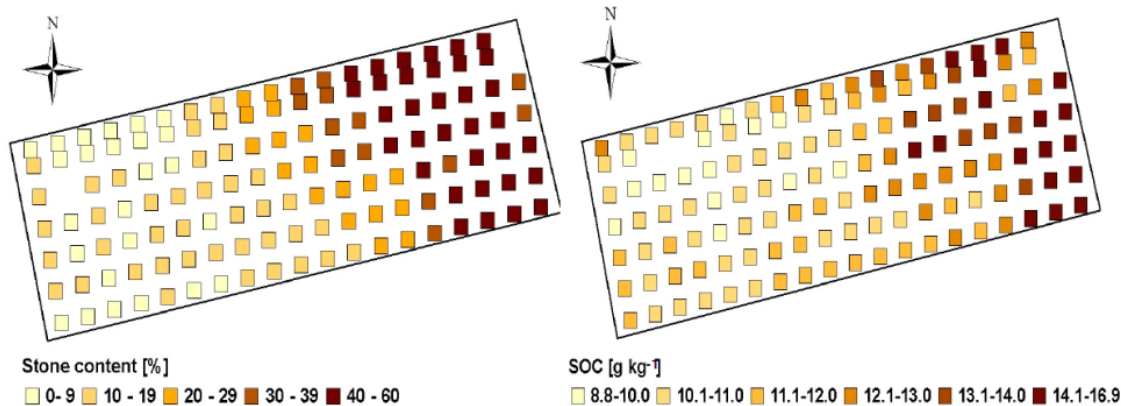 N
N
Stone content [%]
0- 9 10 - 19 20 - 29 30 - 39 40 - 60
SOC [g kg-1]
8.8-10.0 10.1-11.0 11.1-12.0 12.1-13.0 13.1-14.0 14.1-16.9